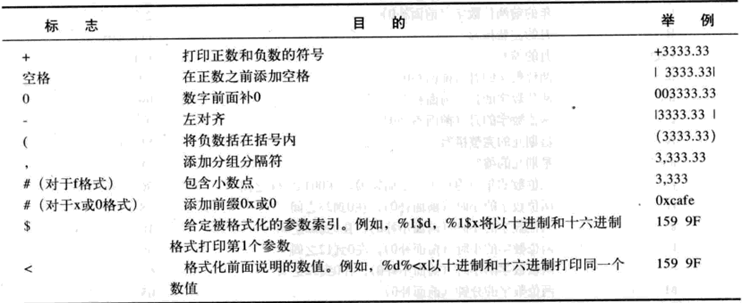 标 志 目 的 举 例
+ 打印正数和负数的符号 +3333.33
空格 在正数之前添加空格 | 3333.33|
0 数字前面补0 003333.33
- 左对齐 |3333.33 |
( 将负数括在括号内 (3333.33)
, 添加分组分隔符 3,333.33
# (对于f格式) 包含小数点 3,333
# (对于x或0格式) 添加前缀0x或0 0xcafe
$ 给定被格式化的参数索引。例如，%1$d，%1$x将以十进制和十六进制 159 9F
格式打印第1个参数
< 格式化前面说明的数值。例如，%d%<x以十进制和十六进制打印同一个 159 9F
数值